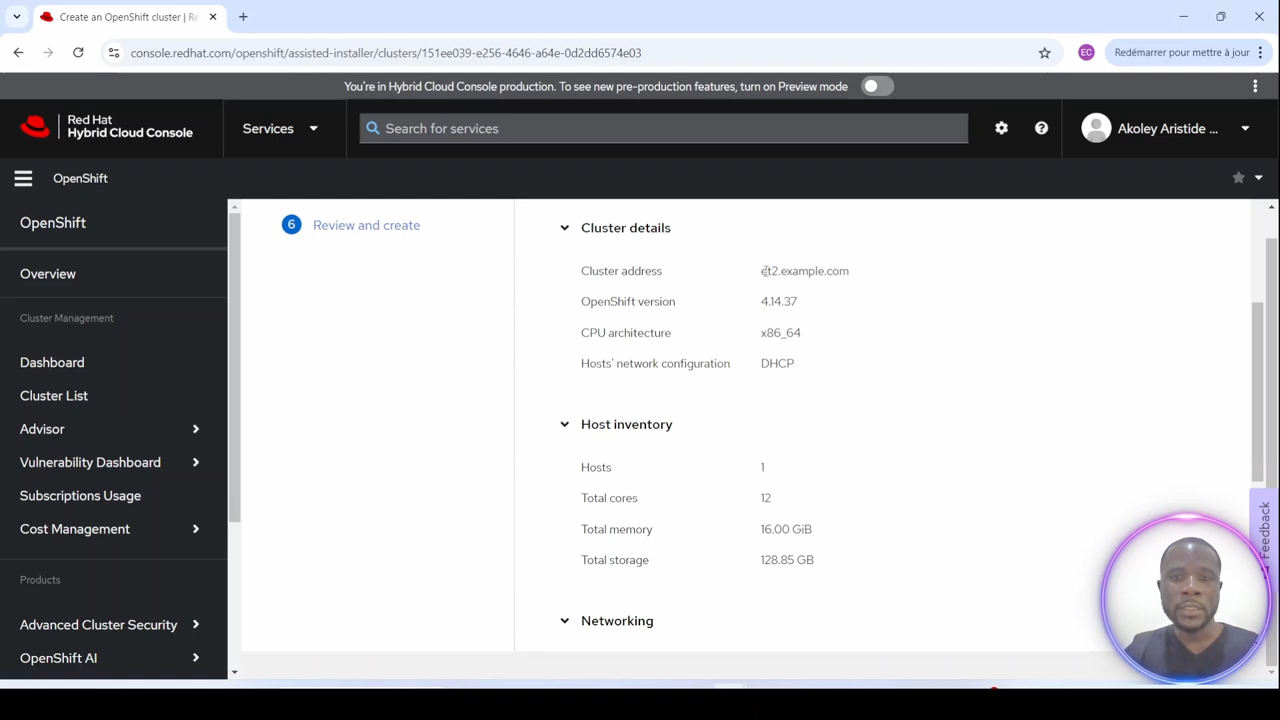 Create an OpenShift cluster | Re
console.redhat.com/openshift/assisted-installer/clusters/151ee039-e256-4646-a64e-0d2dd6574e03
EC
Redémarrer pour mettre à jour
You're in Hybrid Cloud Console production. To see new pre-production features, turn on Preview mode
Red Hat
Hybrid Cloud Console
Services
Search for services
Akoley Aristide ...
OpenShift
OpenShift
Overview
Cluster Management
Dashboard
Cluster List
Advisor
Vulnerability Dashboard
Subscriptions Usage
Cost Management
Products
Advanced Cluster Security
OpenShift AI
6 Review and create
Cluster details
Cluster address
OpenShift version 4.14.37
CPU architecture x86_64
Hosts' network configuration DHCP
Host inventory
Hosts 1
Total cores 12
Total memory 16.00 GiB
Total storage 128.85 GB
Networking
Feedback